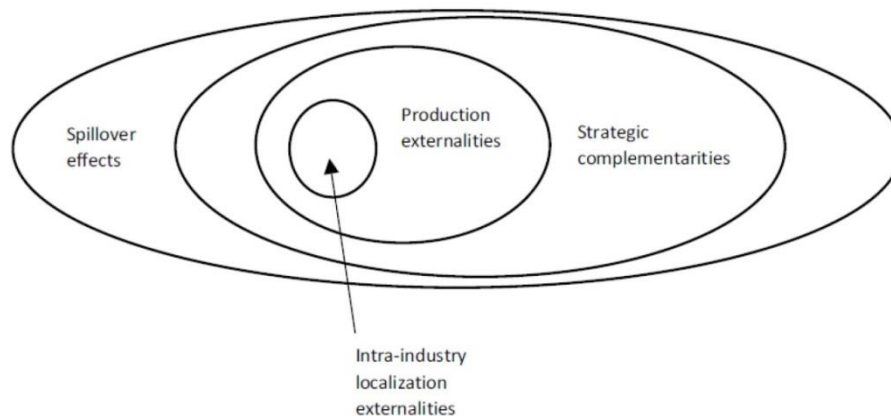 Spillover
effects
Production
externalities
Strategic
complementarities
Intra-industry
localization
externalities